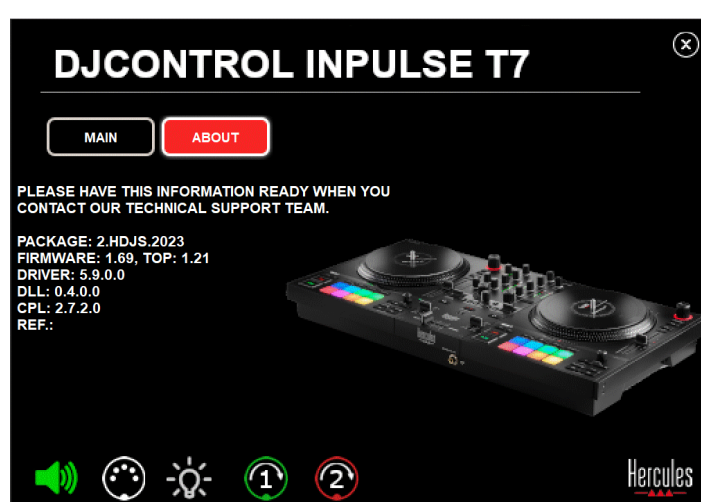 DJCONTROL INPULSE T7
MAIN
ABOUT
PLEASE HAVE THIS INFORMATION READY WHEN YOU
CONTACT OUR TECHNICAL SUPPORT TEAM.
PACKAGE: 2.HDJS.2023
FIRMWARE: 1.69, TOP: 1.21
DRIVER: 5.9.0.0
DLL: 0.4.0.0
CPL: 2.7.2.0
REF.:
1
2
Hercules